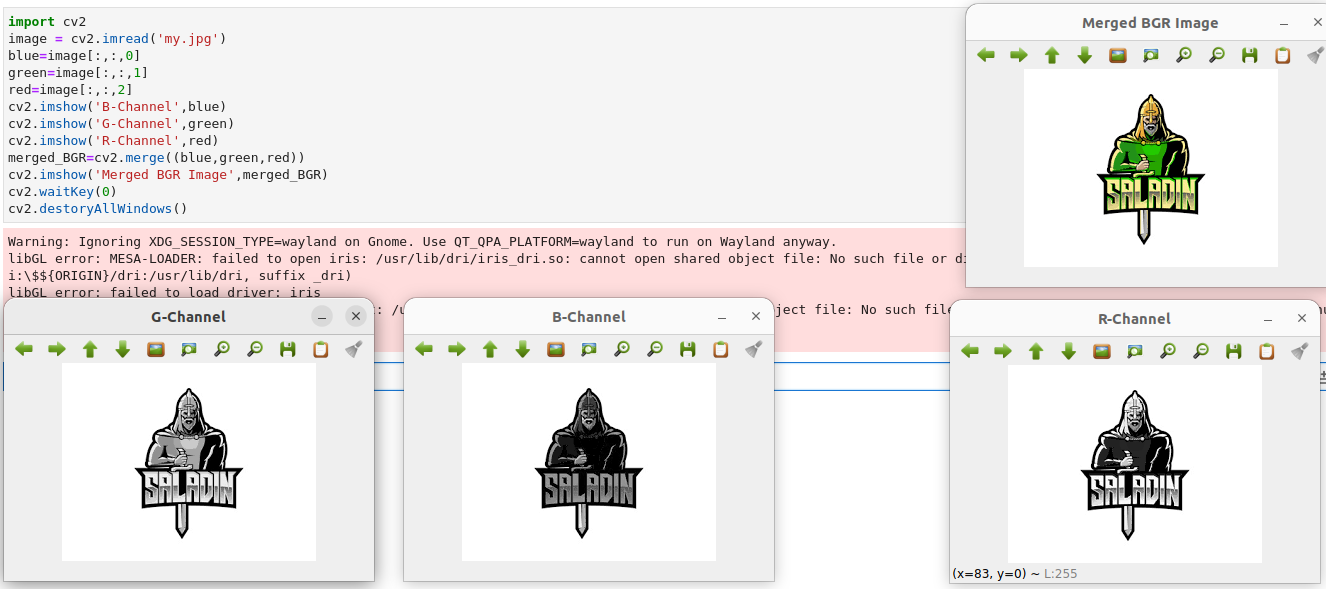 import cv2
image = cv2.imread('my.jpg')
blue=image[:,:,0]
green=image[:,:,1]
red=image[:,:,2]
cv2.imshow('B-Channel',blue)
cv2.imshow('G-Channel',green)
cv2.imshow('R-Channel',red)
merged_BGR=cv2.merge((blue,green,red))
cv2.imshow('Merged BGR Image',merged_BGR)
cv2.waitKey(0)
cv2.destoryAllWindows()
Merged BGR Image
SALADIN
Warning: Ignoring XDG_SESSION_TYPE=wayland on Gnome. Use QT_QPA_PLATFORM=wayland to run on Wayland anyway.
libGL error: MESA-LOADER: failed to open iris: /usr/lib/dri/iris_dri.so: cannot open shared object file: No such file or di
i:\$${ORIGIN}/dri:/usr/lib/dri, suffix _dri)
libGL error: failed to load driver: iris
: /u
ject file: No such file
G-Channel
SALADIN
B-Channel
SALADIN
R-Channel
SALADIN
(x=83, y=0) ~ L:255